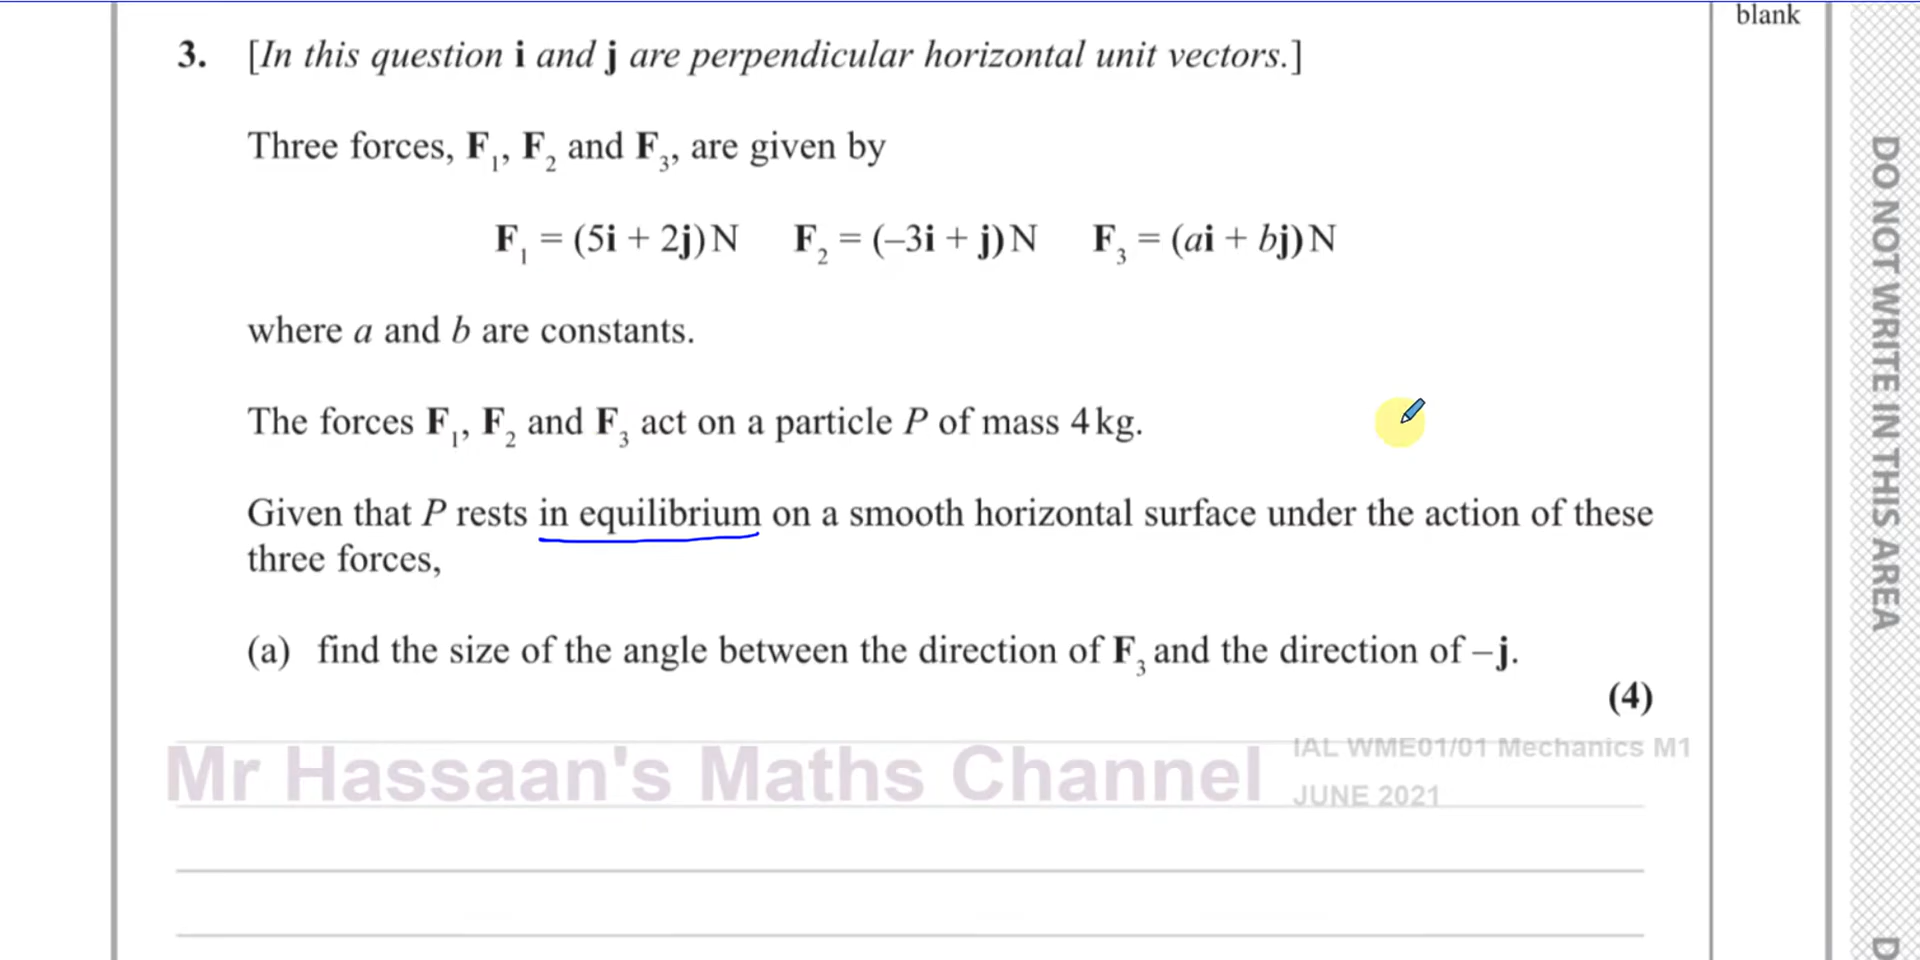 blank
3. [In this question i and j are perpendicular horizontal unit vectors.]
Three forces, F₁, F₂ and F₃, are given by
F₁ = (5i + 2j) N F₂ = (–3i + j) N F₃ = (ai + bj) N
where a and b are constants.
The forces F₁, F₂ and F₃ act on a particle P of mass 4 kg.
Given that P rests in equilibrium on a smooth horizontal surface under the action of these
three forces,
(a) find the size of the angle between the direction of F₃ and the direction of –j.
(4)
Mr Hassaan's Maths Channel
IAL WME01/01 Mechanics M1
JUNE 2021
DO NOT WRITE IN THIS AREA
D